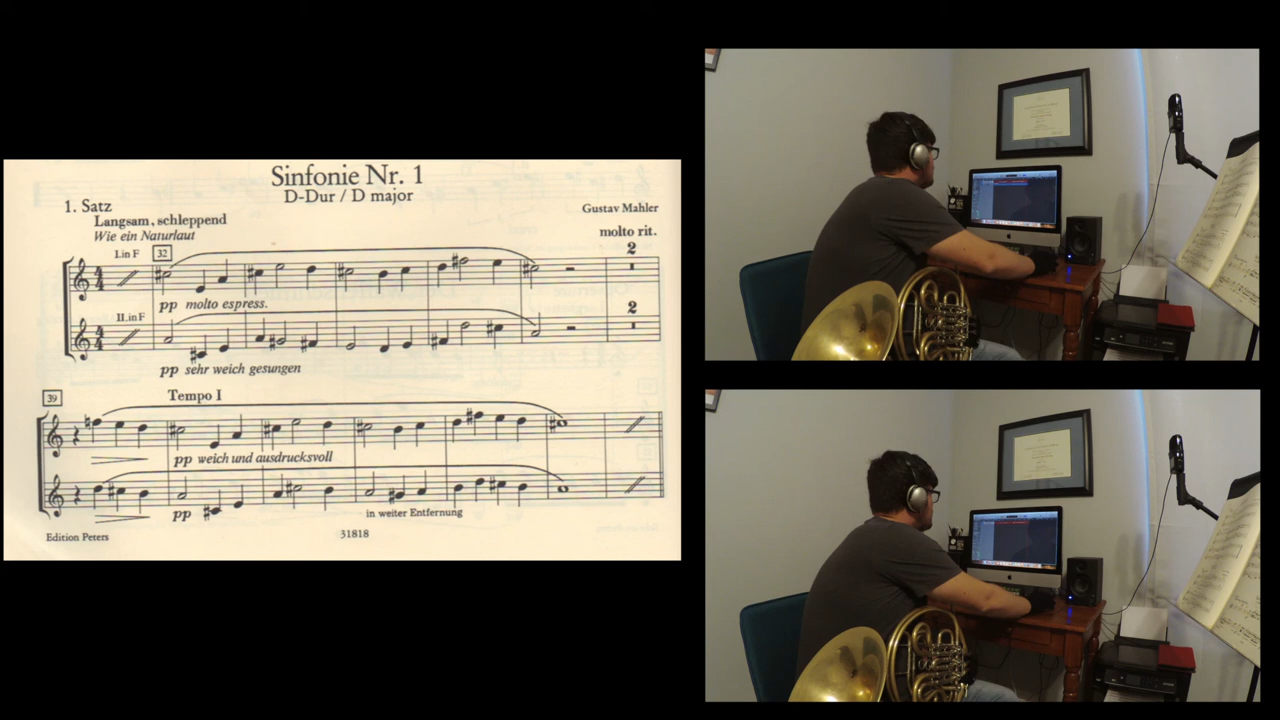 Sinfonie Nr. 1
D-Dur / D major
1. Satz
Gustav Mahler
Langsam, schleppend
Wie ein Naturlaut
molto rit.
I.in F
32
2
pp molto espress.
II.in F
2
pp sehr weich gesungen
39
Tempo I
pp weich und ausdrucksvoll
pp
in weiter Entfernung
Edition Peters
31818